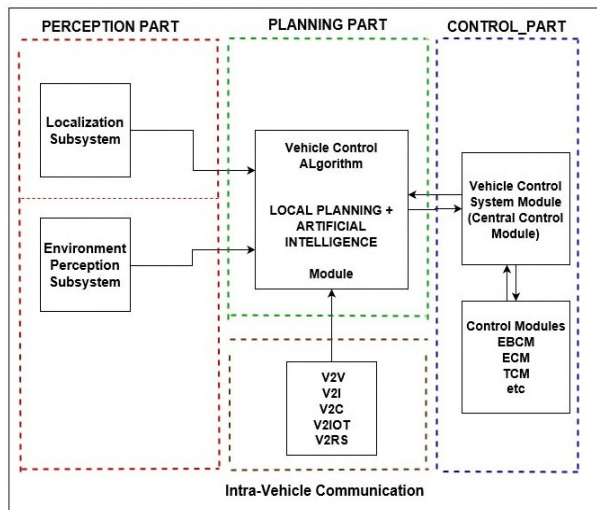 PERCEPTION PART
PLANNING PART
CONTROL_PART
Localization
Subsystem
Environment
Perception
Subsystem
Vehicle Control
ALgorithm
LOCAL PLANNING +
ARTIFICIAL
INTELLIGENCE
Module
Vehicle Control
System Module
(Central Control
Module)
Control Modules
EBCM
ECM
TCM
etc
V2V
V2I
V2C
V2IOT
V2RS
Intra-Vehicle Communication